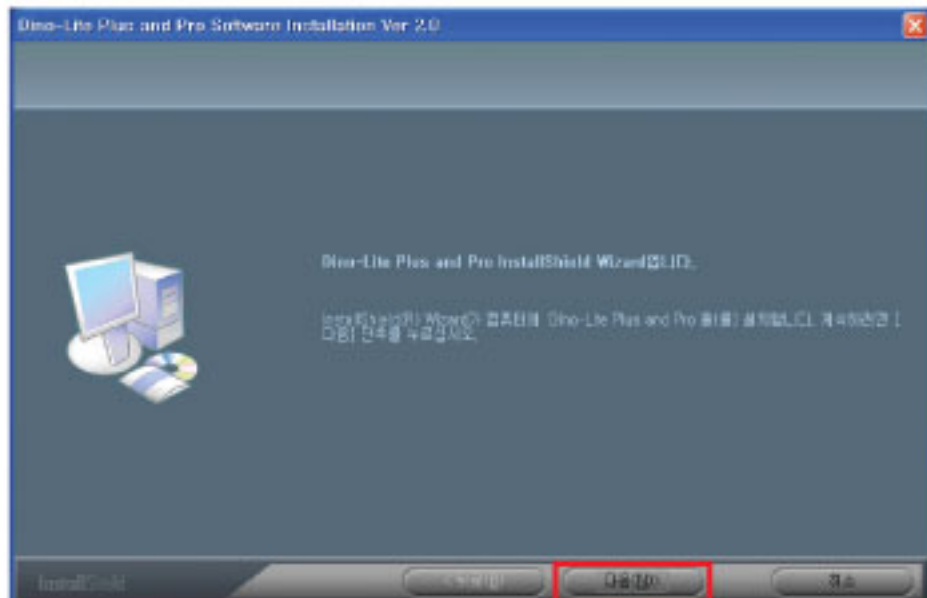 Dino-Lite Plus and Pro Software Installation Ver 2.0
Dino-Lite Plus and Pro InstallShield Wizard입니다.
InstallShield(R) Wizard가 컴퓨터에 Dino-Lite Plus and Pro 을(를) 설치합니다. 계속하려면 [
다음] 단추를 누르십시오.
InstallShield
다음(N)>
취소